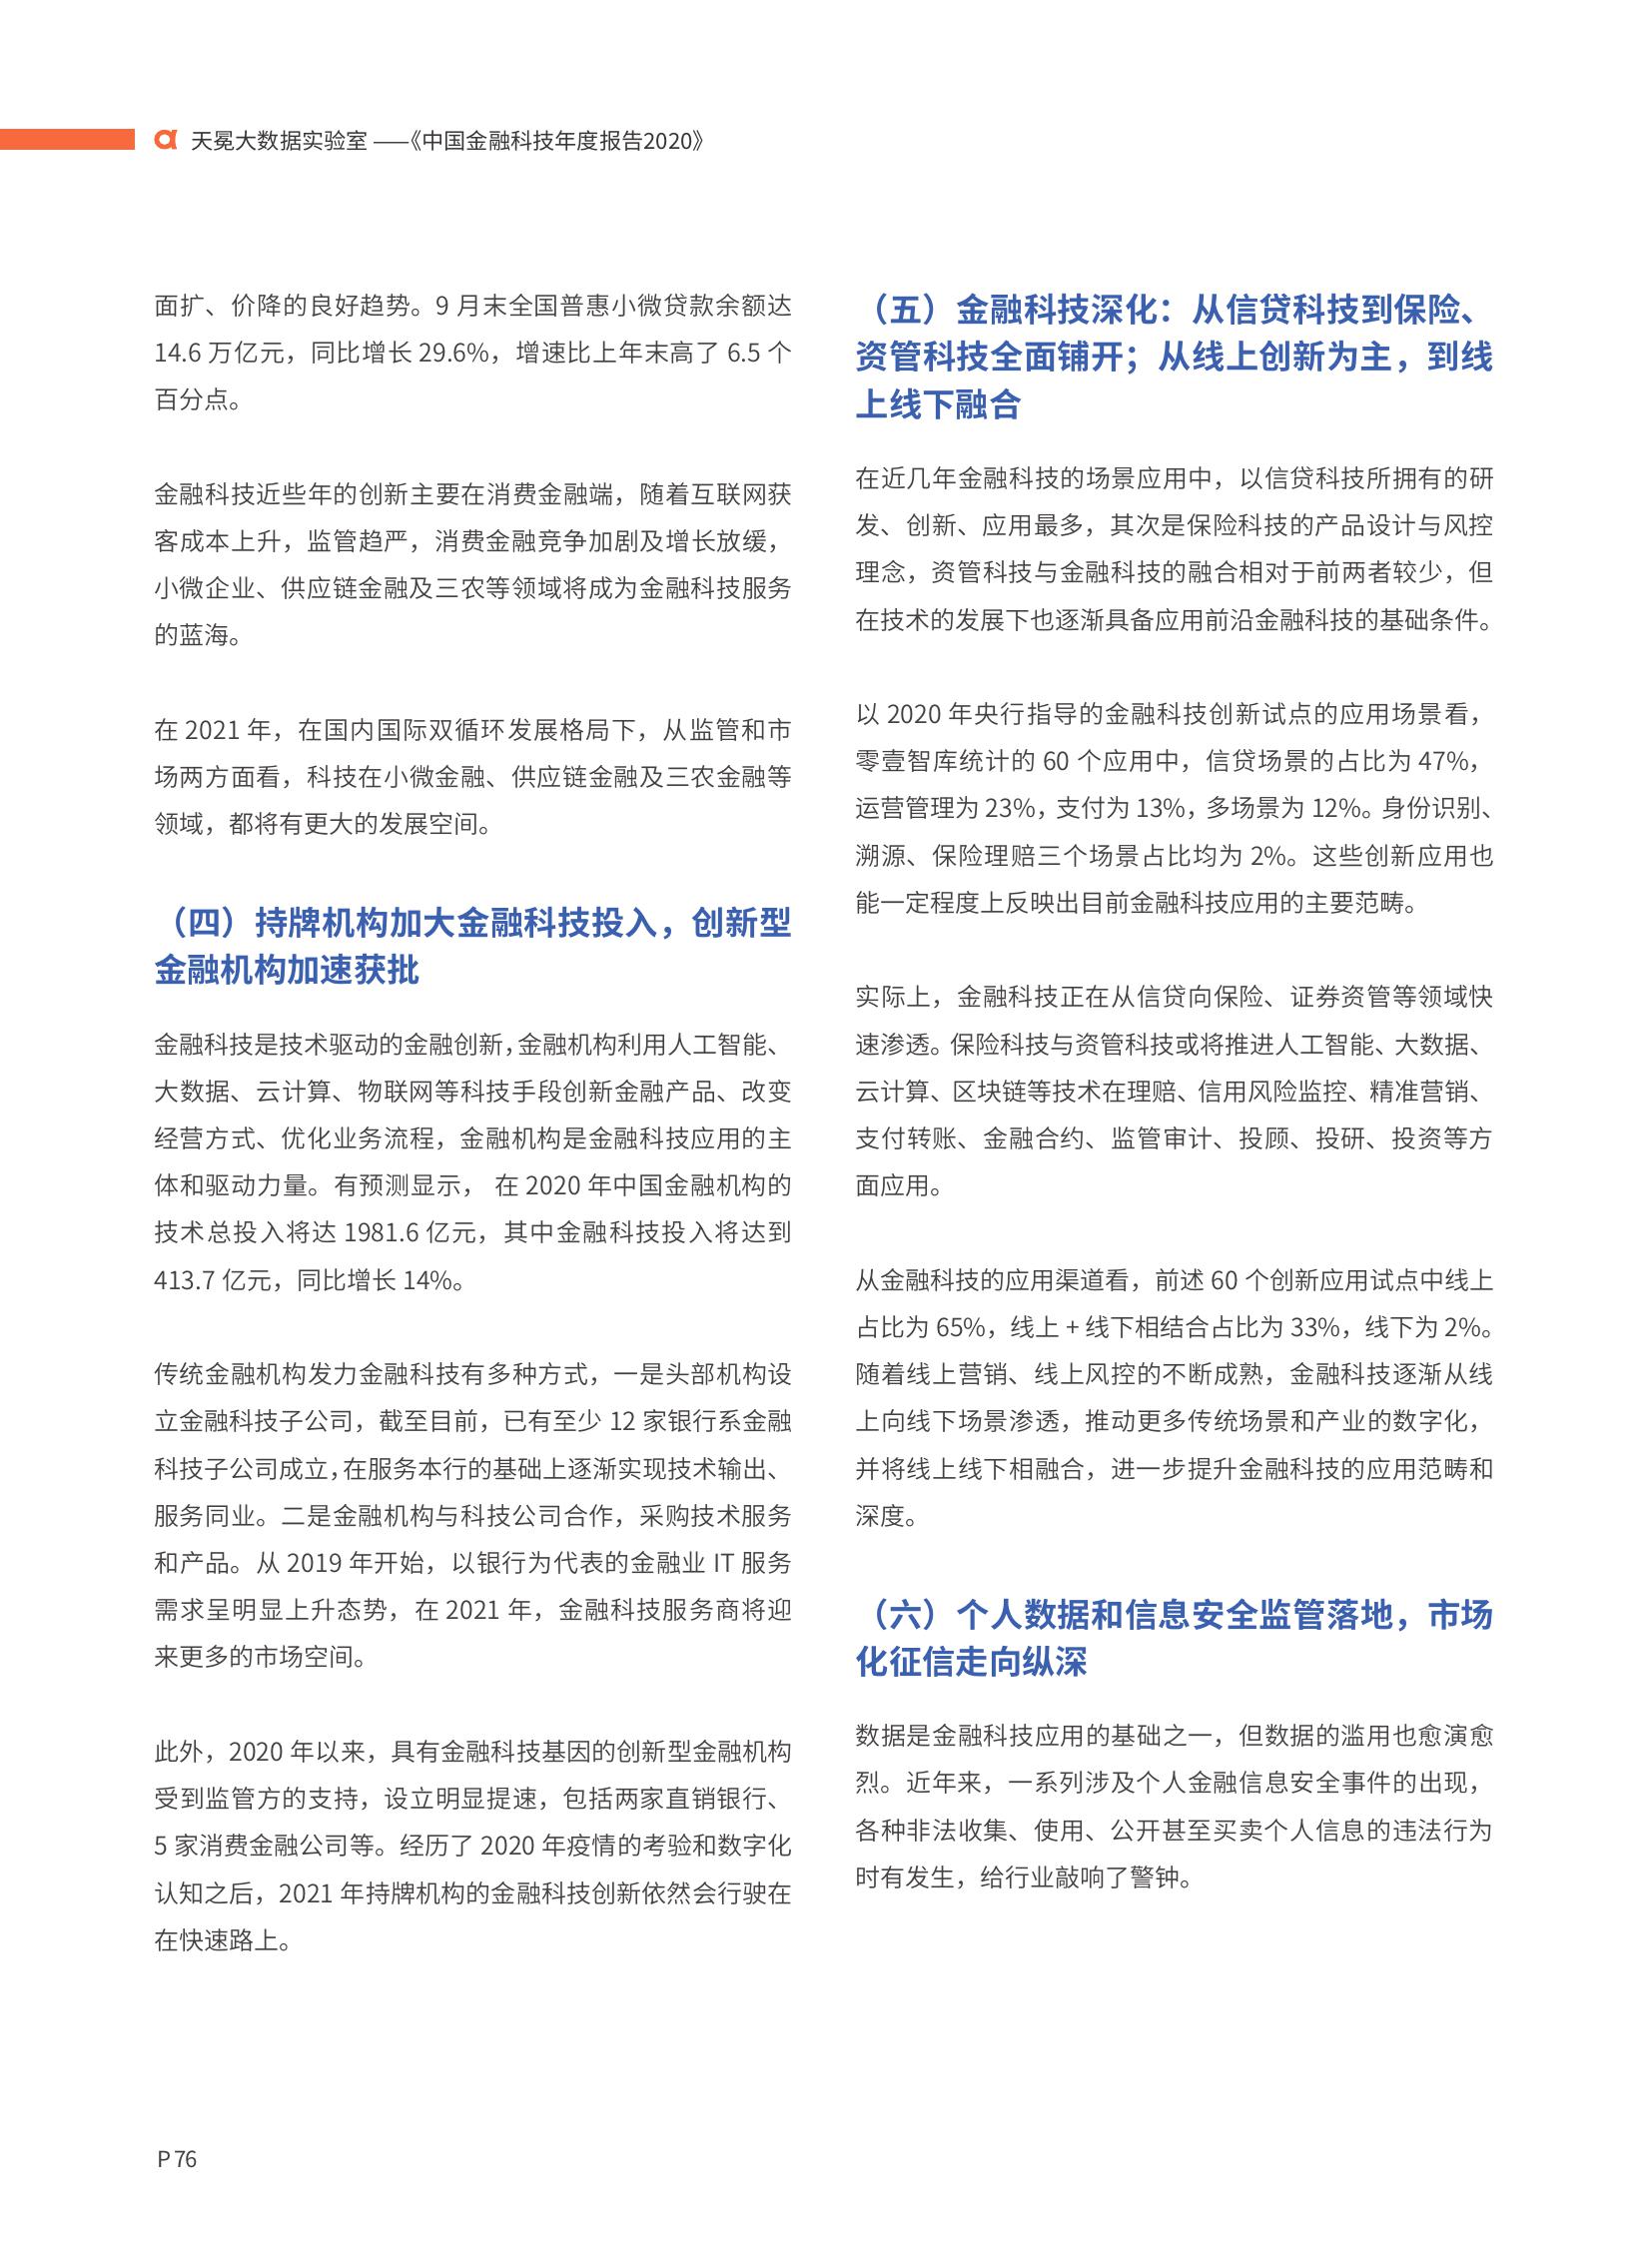 天冕大数据实验室 ——《中国金融科技年度报告2020》
面扩、价降的良好趋势。9 月末全国普惠小微贷款余额达
14.6 万亿元，同比增长 29.6%，增速比上年末高了 6.5 个
百分点。
金融科技近些年的创新主要在消费金融端，随着互联网获
客成本上升，监管趋严，消费金融竞争加剧及增长放缓，
小微企业、供应链金融及三农等领域将成为金融科技服务
的蓝海。
在 2021 年，在国内国际双循环发展格局下，从监管和市
场两方面看，科技在小微金融、供应链金融及三农金融等
领域，都将有更大的发展空间。
（四）持牌机构加大金融科技投入，创新型
金融机构加速获批
金融科技是技术驱动的金融创新，金融机构利用人工智能、
大数据、云计算、物联网等科技手段创新金融产品、改变
经营方式、优化业务流程，金融机构是金融科技应用的主
体和驱动力量。有预测显示， 在 2020 年中国金融机构的
技术总投入将达 1981.6 亿元，其中金融科技投入将达到
413.7 亿元，同比增长 14%。
传统金融机构发力金融科技有多种方式，一是头部机构设
立金融科技子公司，截至目前，已有至少 12 家银行系金融
科技子公司成立，在服务本行的基础上逐渐实现技术输出、
服务同业。二是金融机构与科技公司合作，采购技术服务
和产品。从 2019 年开始，以银行为代表的金融业 IT 服务
需求呈明显上升态势，在 2021 年，金融科技服务商将迎
来更多的市场空间。
此外，2020 年以来，具有金融科技基因的创新型金融机构
受到监管方的支持，设立明显提速，包括两家直销银行、
5 家消费金融公司等。经历了 2020 年疫情的考验和数字化
认知之后，2021 年持牌机构的金融科技创新依然会行驶在
在快速路上。
（五）金融科技深化：从信贷科技到保险、
资管科技全面铺开；从线上创新为主，到线
上线下融合
在近几年金融科技的场景应用中，以信贷科技所拥有的研
发、创新、应用最多，其次是保险科技的产品设计与风控
理念，资管科技与金融科技的融合相对于前两者较少，但
在技术的发展下也逐渐具备应用前沿金融科技的基础条件。
以 2020 年央行指导的金融科技创新试点的应用场景看，
零壹智库统计的 60 个应用中，信贷场景的占比为 47%，
运营管理为 23%，支付为 13%，多场景为 12%。身份识别、
溯源、保险理赔三个场景占比均为 2%。这些创新应用也
能一定程度上反映出目前金融科技应用的主要范畴。
实际上，金融科技正在从信贷向保险、证券资管等领域快
速渗透。保险科技与资管科技或将推进人工智能、大数据、
云计算、区块链等技术在理赔、信用风险监控、精准营销、
支付转账、金融合约、监管审计、投顾、投研、投资等方
面应用。
从金融科技的应用渠道看，前述 60 个创新应用试点中线上
占比为 65%，线上 + 线下相结合占比为 33%，线下为 2%。
随着线上营销、线上风控的不断成熟，金融科技逐渐从线
上向线下场景渗透，推动更多传统场景和产业的数字化，
并将线上线下相融合，进一步提升金融科技的应用范畴和
深度。
（六）个人数据和信息安全监管落地，市场
化征信走向纵深
数据是金融科技应用的基础之一，但数据的滥用也愈演愈
烈。近年来，一系列涉及个人金融信息安全事件的出现，
各种非法收集、使用、公开甚至买卖个人信息的违法行为
时有发生，给行业敲响了警钟。
P 76